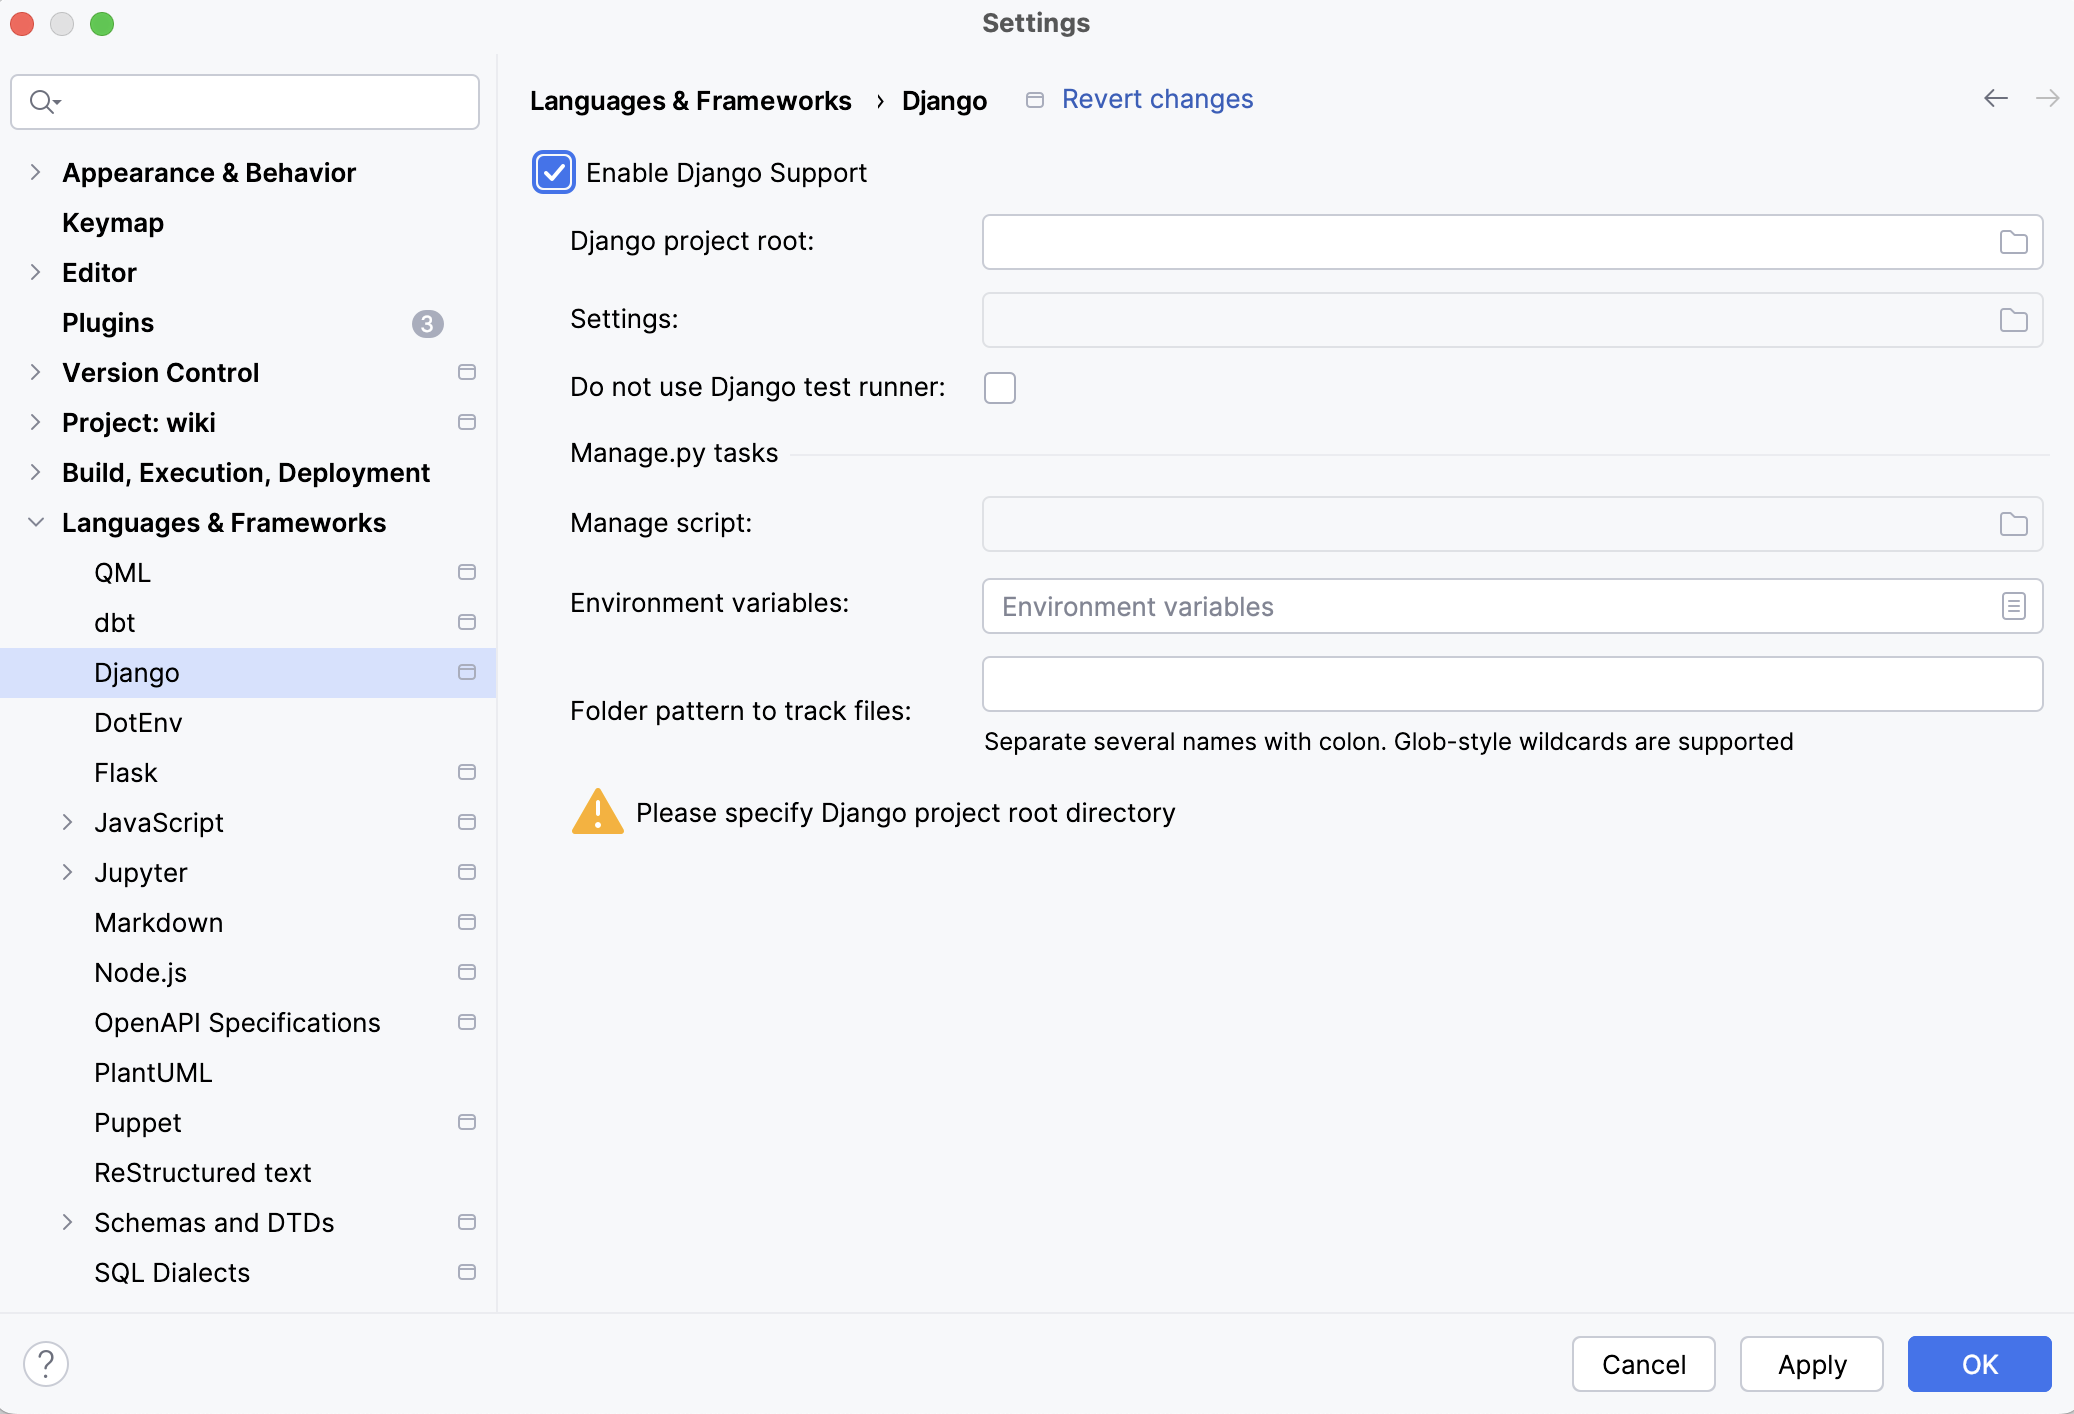 Settings
Appearance & Behavior
Keymap
Editor
Plugins 3
Version Control
Project: wiki
Build, Execution, Deployment
Languages & Frameworks
QML
dbt
Django
DotEnv
Flask
JavaScript
Jupyter
Markdown
Node.js
OpenAPI Specifications
PlantUML
Puppet
ReStructured text
Schemas and DTDs
SQL Dialects
Languages & Frameworks › Django Revert changes
Enable Django Support
Django project root:
Settings:
Do not use Django test runner:
Manage.py tasks
Manage script:
Environment variables: Environment variables
Folder pattern to track files:
Separate several names with colon. Glob-style wildcards are supported
Please specify Django project root directory
? Cancel Apply OK